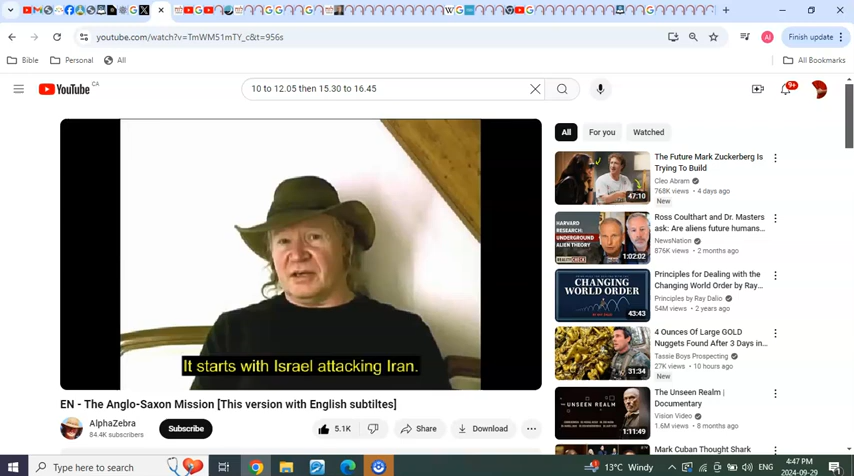 Finish update
youtube.com/watch?v=TmWM51mTY_c&t=956s
Bible
Personal
All
All Bookmarks
YouTube CA
10 to 12.05 then 15.30 to 16.45
9+
All
For you
Watched
It starts with Israel attacking Iran.
EN - The Anglo-Saxon Mission [This version with English subtiltes]
AlphaZebra
84.4K subscribers
Subscribe
5.1K
Share
Download
The Future Mark Zuckerberg Is
Trying To Build
Cleo Abram
768K views • 4 days ago
New
47:10
HARVARD
RESEARCH:
UNDERGROUND
ALIEN THEORY
1:02:02
Ross Coulthart and Dr. Masters
ask: Are aliens future humans...
NewsNation
876K views • 2 months ago
CHANGING
WORLD ORDER
43:43
Principles for Dealing with the
Changing World Order by Ray...
Principles by Ray Dalio
54M views • 2 years ago
31:34
4 Ounces Of Large GOLD
Nuggets Found After 3 Days in...
Tassie Boys Prospecting
27K views • 10 hours ago
New
THE
UNSEEN
REALM
1:11:49
The Unseen Realm |
Documentary
Vision Video
1.6M views • 8 months ago
Mark Cuban Thought Shark
Type here to search
13°C Windy
4:47 PM
2024-09-29